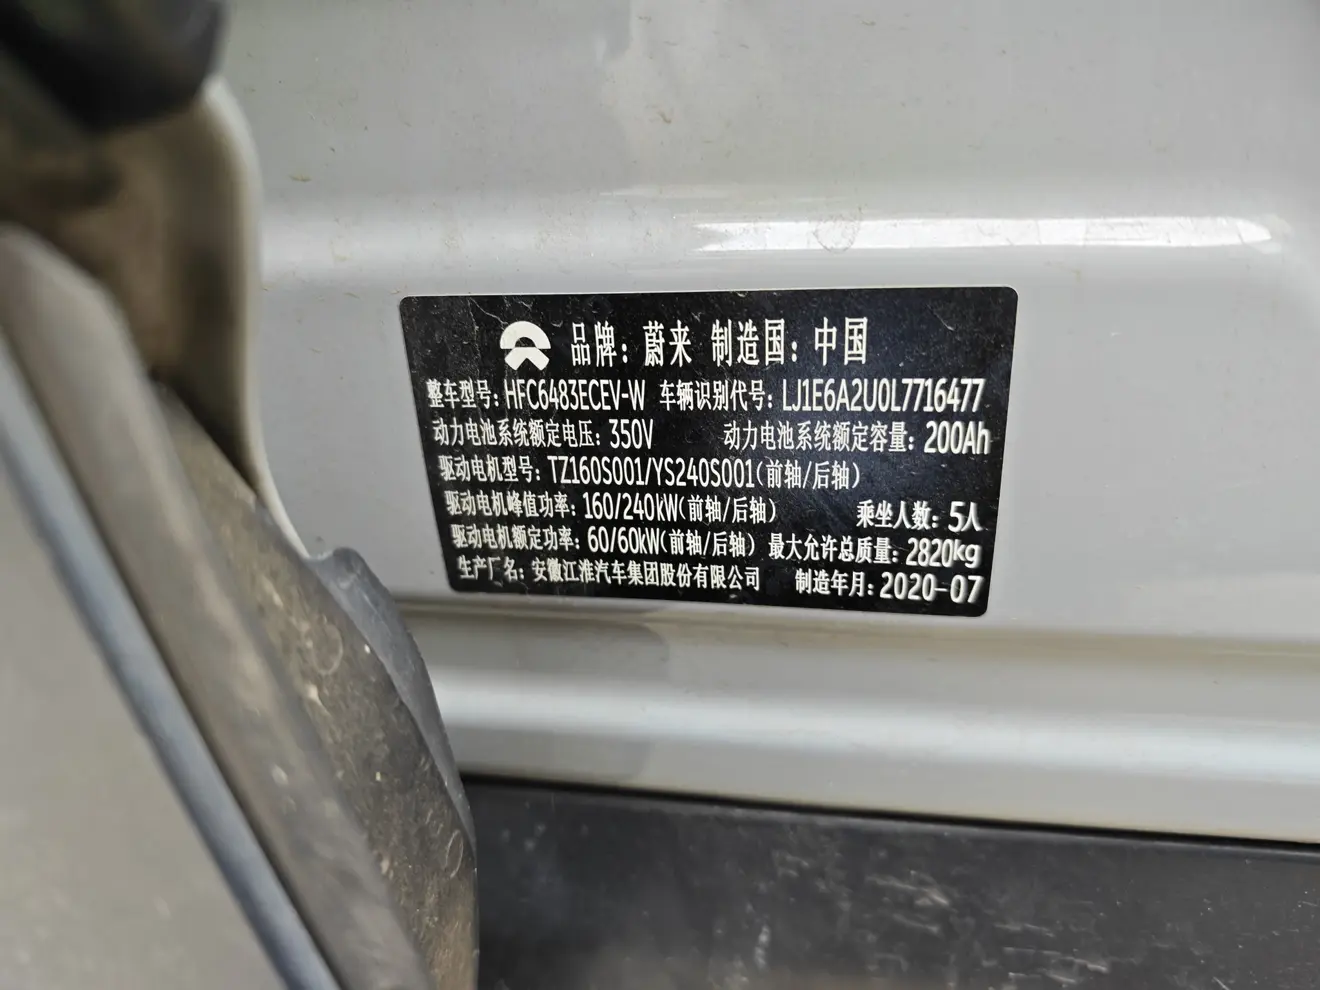 品牌：蔚来 制造国：中国
整车型号：HFC6483ECEV-W 车辆识别代号：LJ1E6A2U0L7716477
动力电池系统额定电压：350V 动力电池系统额定容量：200Ah
驱动电机型号：TZ160S001/YS240S001(前轴/后轴)
驱动电机峰值功率：160/240kW(前轴/后轴) 乘坐人数：5人
驱动电机额定功率：60/60kW(前轴/后轴) 最大允许总质量：2820kg
生产厂名：安徽江淮汽车集团股份有限公司 制造年月：2020-07